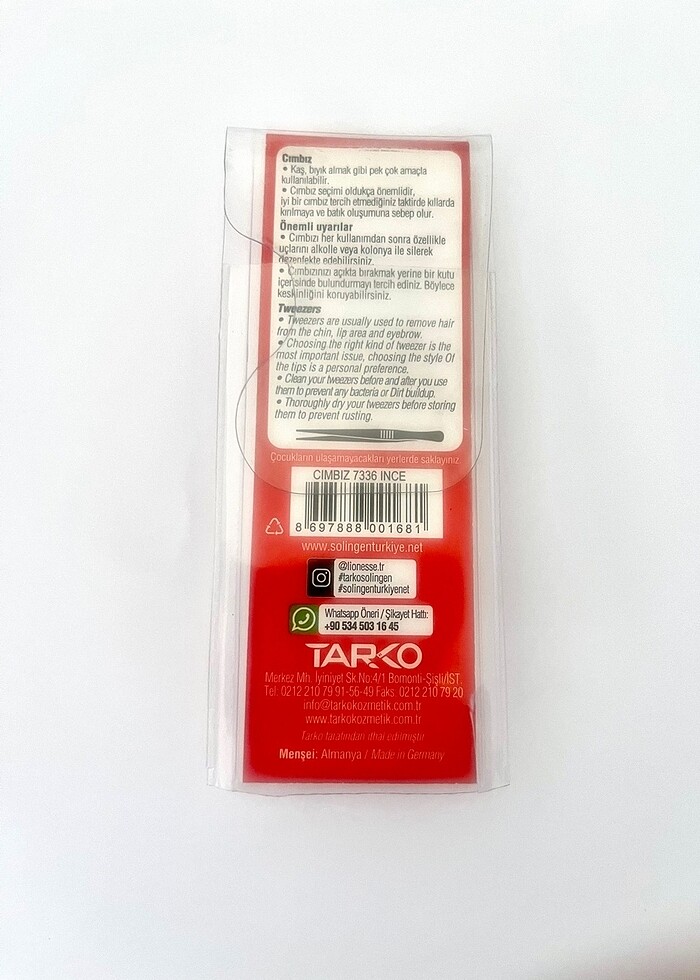 Cımbız
• Kaş, bıyık almak gibi pek çok amaçla
kullanılabilir.
• Cımbız seçimi oldukça önemlidir,
iyi bir cımbız tercih etmediğiniz taktirde kıllarda
kırılmaya ve batık oluşumuna sebep olur.
Önemli uyarılar
• Cımbızı her kullanımdan sonra özellikle
uçlarını alkolle veya kolonya ile silerek
dezenfekte edebilirsiniz.
• Cımbızınızı açıkta bırakmak yerine bir kutu
içerisinde bulundurmayı tercih ediniz. Böylece
keskinliğini koruyabilirsiniz.
Tweezers
• Tweezers are usually used to remove hair
from the chin, lip area and eyebrow.
• Choosing the right kind of tweezer is the
most important issue, choosing the style Of
the tips is a personal preference.
• Clean your tweezers before and after you use
them to prevent any bacteria or Dirt buildup.
• Thoroughly dry your tweezers before storing
them to prevent rusting.
Çocukların ulaşamayacakları yerlerde saklayınız
CIMBIZ 7336 INCE
8 697888 001681
www.solingenturkiye.net
@lionesse.tr
#tarkosolingen
#solingenturkiyenet
Whatsapp Öneri / Şikayet Hattı:
+90 534 503 16 45
TARKO
Merkez Mh. İyiniyet Sk.No:4/1 Bomonti-Şişli/İST.
Tel: 0212 210 79 91-56-49 Faks: 0212 210 79 20
info@tarkokozmetik.com.tr
www.tarkokozmetik.com.tr
Tarko tarafından ithal edilmiştir.
Menşei: Almanya / Made in Germany